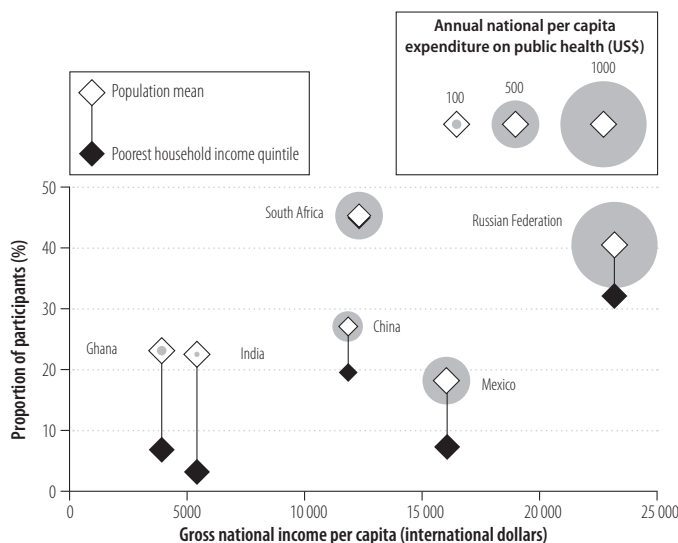 Annual national per capita
expenditure on public health (US$)
100
500
1000
Population mean
Poorest household income quintile
Proportion of participants (%)
50
40
30
20
10
0
South Africa
Russian Federation
Ghana
India
China
Mexico
0
5000
10 000
15 000
20 000
25 000
Gross national income per capita (international dollars)